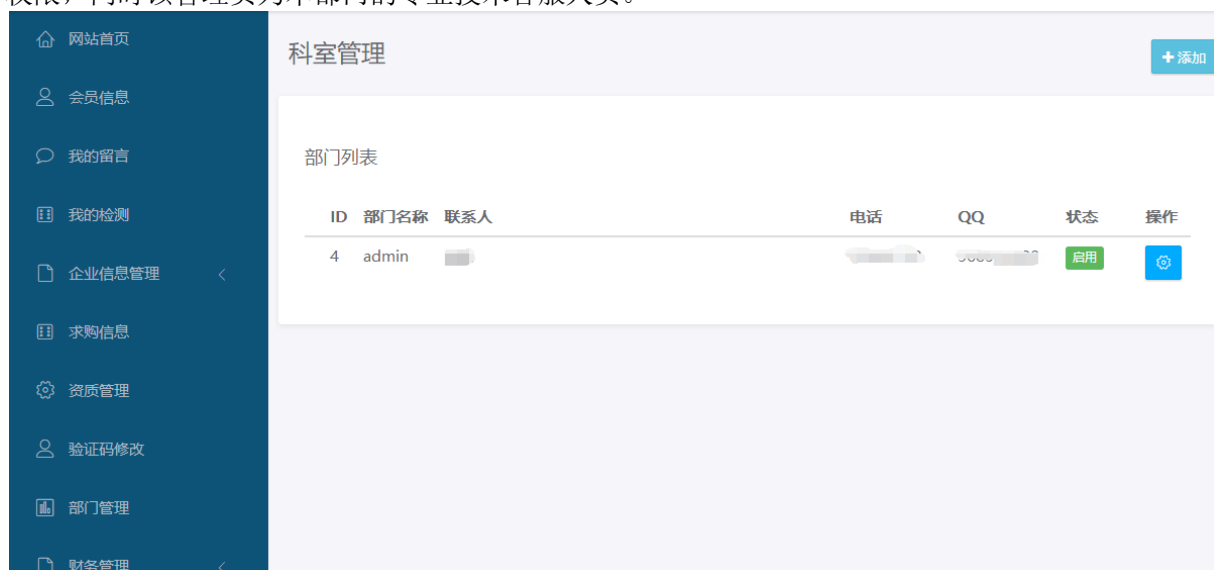 网站首页
会员信息
我的留言
我的检测
企业信息管理
求购信息
资质管理
验证码修改
部门管理
财务管理
科室管理
添加
部门列表
ID 部门名称 联系人 电话 QQ 状态 操作
4 admin 启用